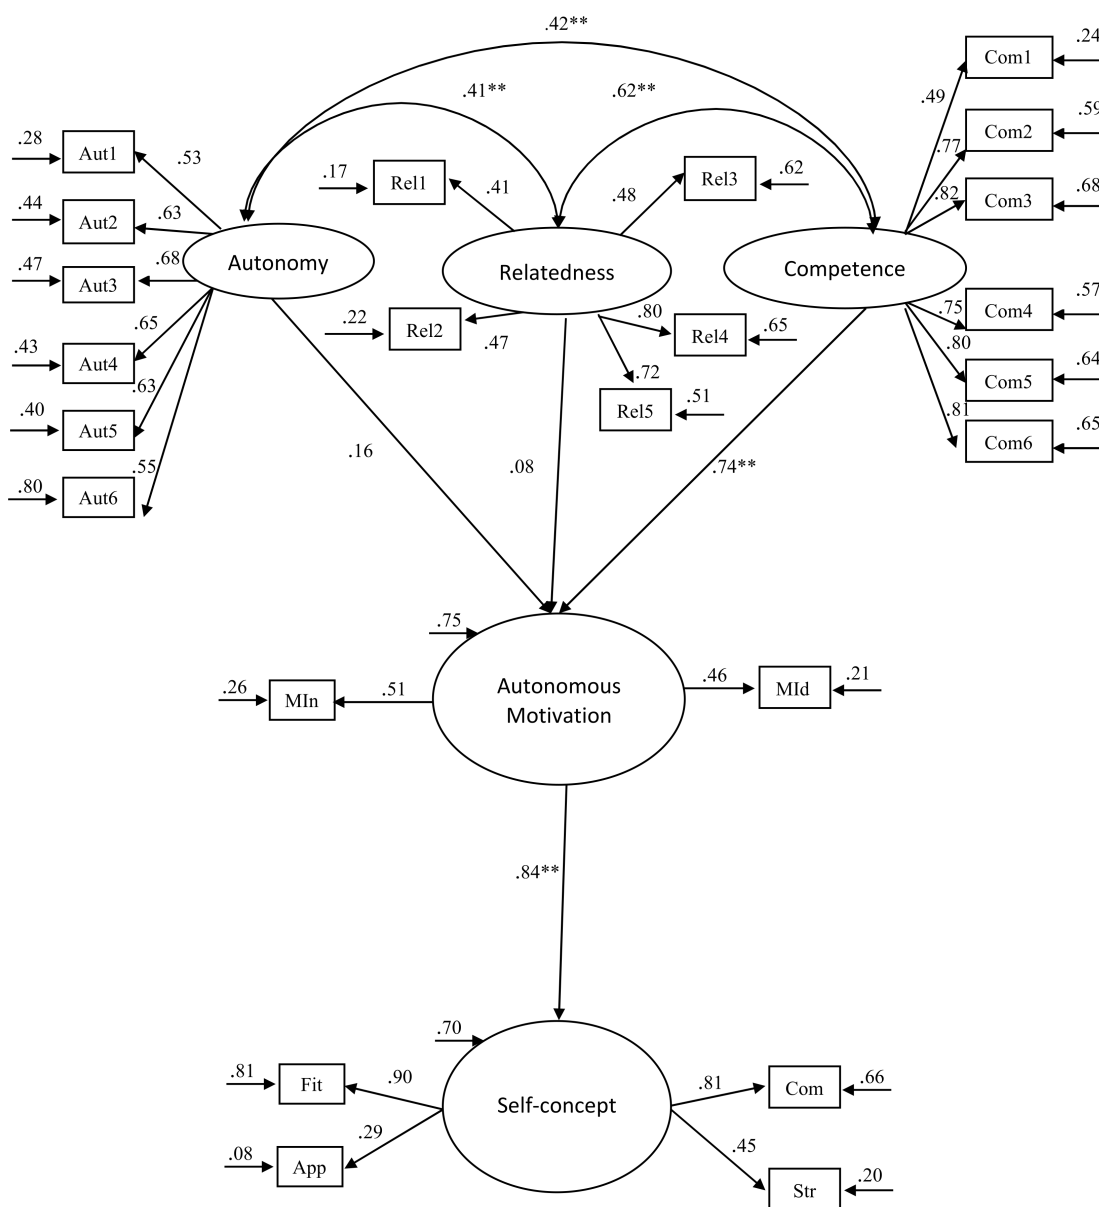 .42**
.41**
.62**
.28
Aut1
.53
.44
Aut2
.63
.47
Aut3
.68
.43
Aut4
.65
.40
Aut5
.63
.80
Aut6
.55
Autonomy
.17
Rel1
.41
.48
Rel3
.62
Relatedness
.22
Rel2
.47
.80
Rel4
.65
.72
Rel5
.51
.49
Com1
.24
.77
Com2
.59
.82
Com3
.68
Competence
.75
Com4
.57
.80
Com5
.64
.81
Com6
.65
.16
.08
.74**
.75
Autonomous
Motivation
.26
MIn
.51
.46
MId
.21
.84**
.70
Self-concept
.81
Fit
.90
.08
App
.29
.81
Com
.66
.45
Str
.20